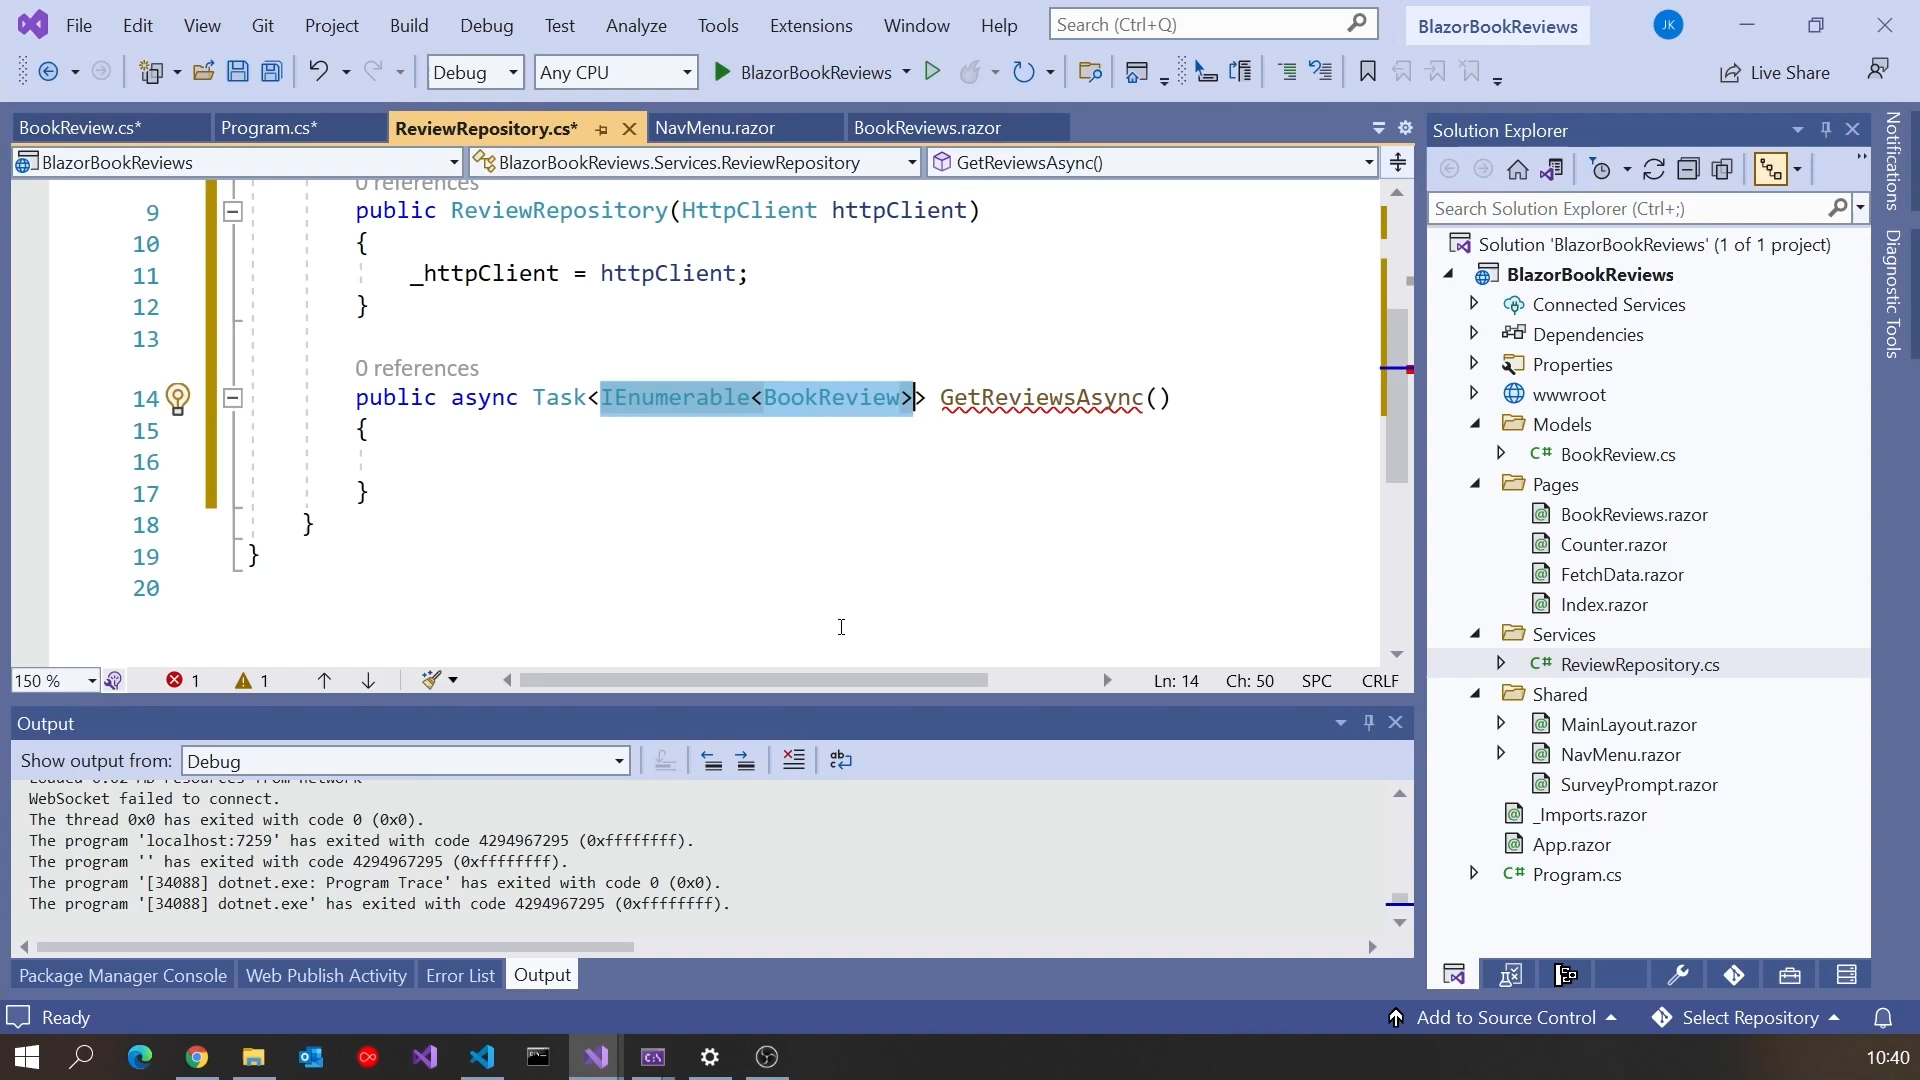 File Edit View Git Project Build Debug Test Analyze Tools Extensions Window Help Search (Ctrl+Q) BlazorBookReviews JK
Debug Any CPU BlazorBookReviews Live Share
BookReview.cs* Program.cs* ReviewRepository.cs* NavMenu.razor BookReviews.razor
BlazorBookReviews BlazorBookReviews.Services.ReviewRepository GetReviewsAsync()
0 references
9 public ReviewRepository(HttpClient httpClient)
10 {
11 _httpClient = httpClient;
12 }
13
0 references
14 public async Task<IEnumerable<BookReview>> GetReviewsAsync()
15 {
16
17 }
18 }
19 }
20
150 % 1 1 Ln: 14 Ch: 50 SPC CRLF
Output
Show output from: Debug
Loaded 6.62 MB resources from network
WebSocket failed to connect.
The thread 0x0 has exited with code 0 (0x0).
The program 'localhost:7259' has exited with code 4294967295 (0xffffffff).
The program '' has exited with code 4294967295 (0xffffffff).
The program '[34088] dotnet.exe: Program Trace' has exited with code 0 (0x0).
The program '[34088] dotnet.exe' has exited with code 4294967295 (0xffffffff).
Package Manager Console Web Publish Activity Error List Output
Solution Explorer
Search Solution Explorer (Ctrl+;)
Solution 'BlazorBookReviews' (1 of 1 project)
BlazorBookReviews
Connected Services
Dependencies
Properties
wwwroot
Models
C# BookReview.cs
Pages
BookReviews.razor
Counter.razor
FetchData.razor
Index.razor
Services
C# ReviewRepository.cs
Shared
MainLayout.razor
NavMenu.razor
SurveyPrompt.razor
_Imports.razor
App.razor
C# Program.cs
Notifications
Diagnostic Tools
Ready Add to Source Control Select Repository
10:40